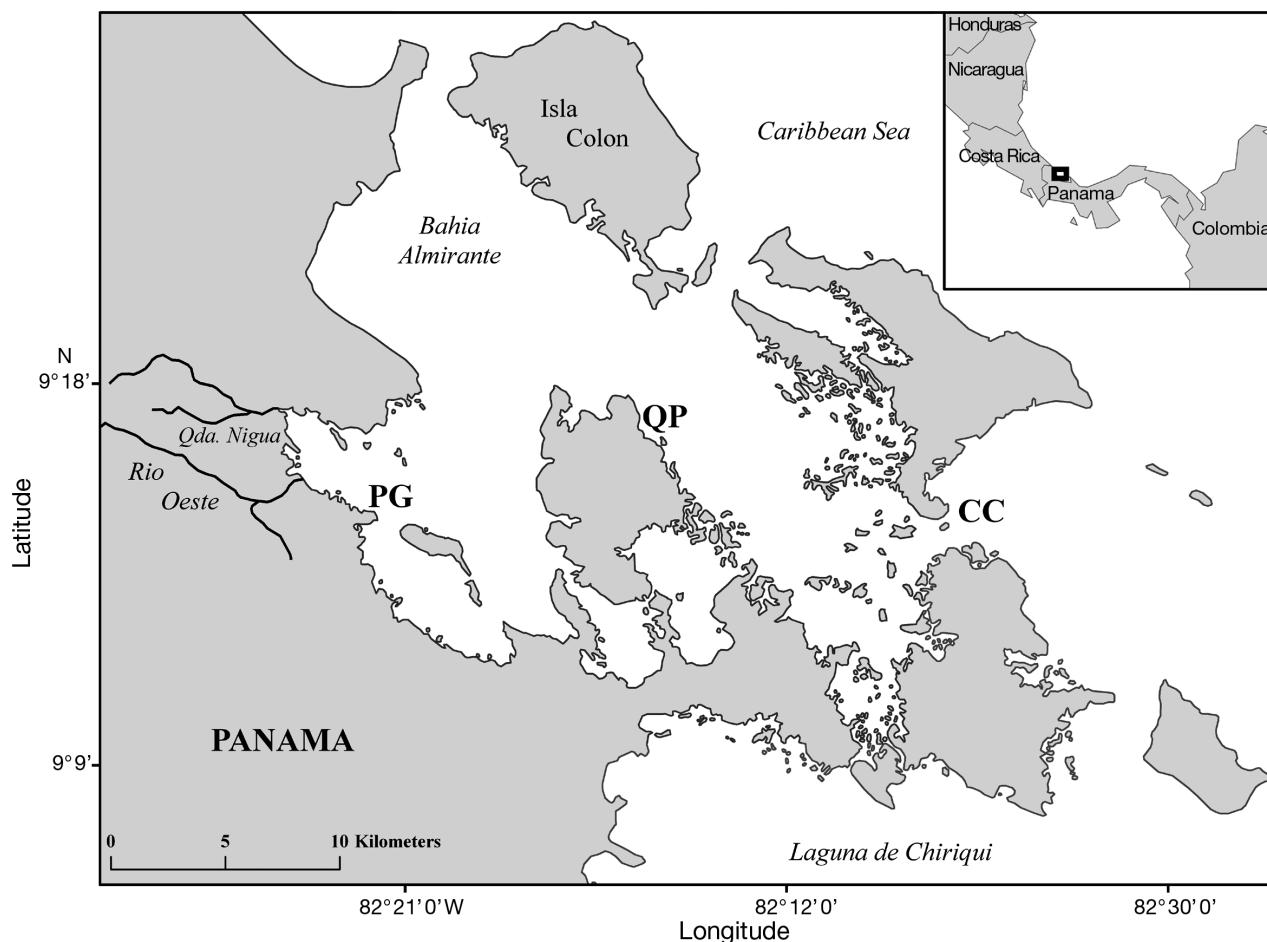 Honduras
Nicaragua
Costa Rica
Panama
Colombia
Isla
Colon
Caribbean Sea
Bahia
Almirante
N
9°18'
Qda. Nigua
QP
Rio
Oeste
PG
CC
Latitude
PANAMA
9°9'
0 5 10 Kilometers
Laguna de Chiriqui
82°21'0'W
82°12'0'
82°30'0'
Longitude